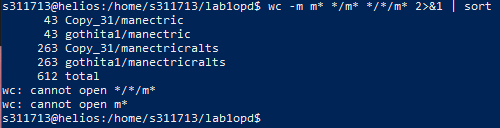 s311713@helios:/home/s311713/lab1opd$ wc -m m* */m* */*/m* 2>&1 | sort
43 Copy_31/manectric
43 gothita1/manectric
263 Copy_31/manectricralts
263 gothita1/manectricralts
612 total
wc: cannot open */*/m*
wc: cannot open m*
s311713@helios:/home/s311713/lab1opd$